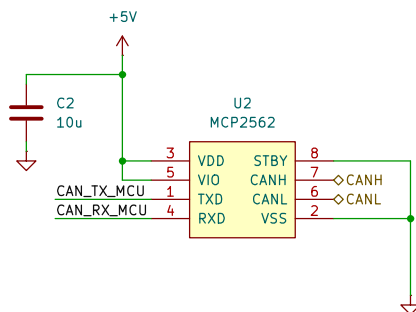 +5V
C2
10u
U2
MCP2562
3 VDD STBY 8
5 VIO CANH 7 CANH
CAN_TX_MCU 1 TXD CANL 6 CANL
CAN_RX_MCU 4 RXD VSS 2